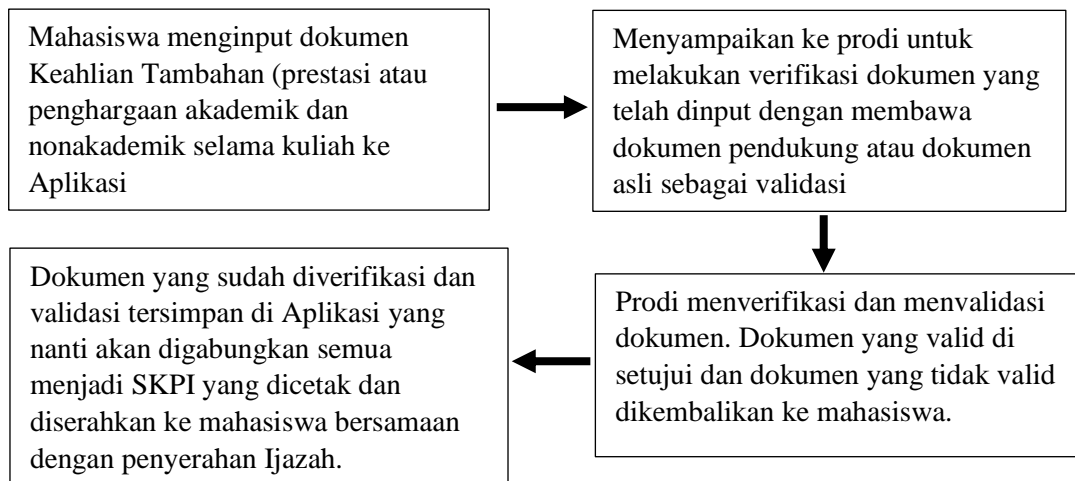 Mahasiswa menginput dokumen
Keahlian Tambahan (prestasi atau
penghargaan akademik dan
nonakademik selama kuliah ke
Aplikasi
Menyampaikan ke prodi untuk
melakukan verifikasi dokumen yang
telah dinput dengan membawa
dokumen pendukung atau dokumen
asli sebagai validasi
Prodi menverifikasi dan menvalidasi
dokumen. Dokumen yang valid di
setujui dan dokumen yang tidak valid
dikembalikan ke mahasiswa.
Dokumen yang sudah diverifikasi dan
validasi tersimpan di Aplikasi yang
nanti akan digabungkan semua
menjadi SKPI yang dicetak dan
diserahkan ke mahasiswa bersamaan
dengan penyerahan Ijazah.